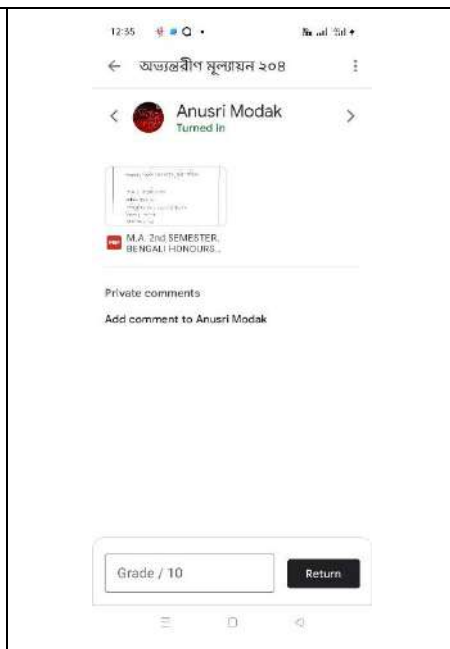 12:35
অভ্যন্তরীণ মূল্যায়ন ২০৪
Anusri Modak
Turned in
M.A. 2nd SEMESTER,
BENGALI HONOURS...
Private comments
Add comment to Anusri Modak
Grade / 10
Return